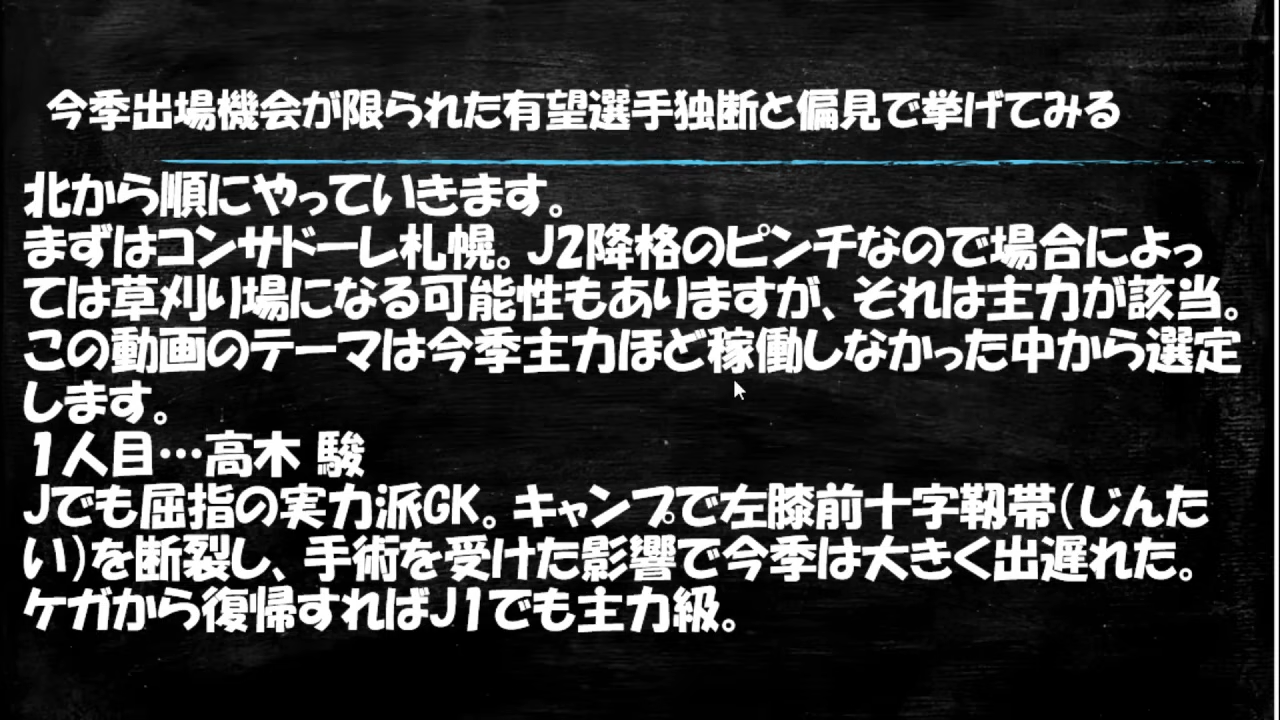 今季出場機会が限られた有望選手独断と偏見で挙げてみる
北から順にやっていきます。
まずはコンサドーレ札幌。J2降格のピンチなので場合によっ
ては草刈り場になる可能性もありますが、それは主力が該当。
この動画のテーマは今季主力ほど稼働しなかった中から選定
します。
1人目…高木 駿
Jでも屈指の実力派GK。キャンプで左膝前十字靱帯(じんた
い)を断裂し、手術を受けた影響で今季は大きく出遅れた。
ケガから復帰すればJ1でも主力級。